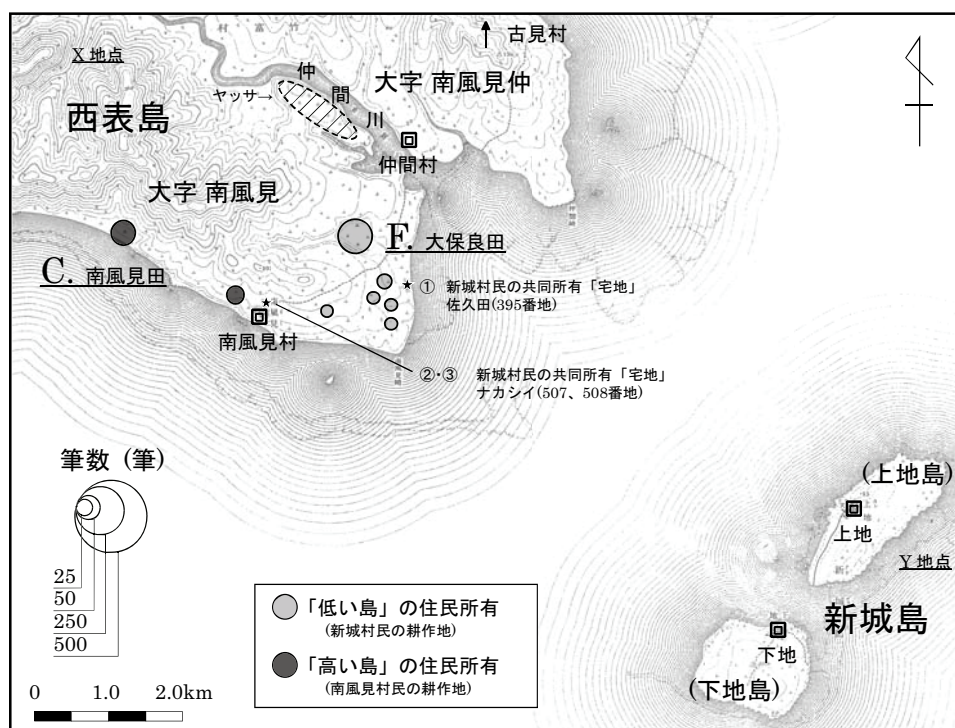 X 地点
古見村
村 富 竹
仲
間
川
ヤッサ→
大字 南風見仲
西表島
仲間村
大字 南風見
F. 大保良田
C. 南風見田
① 新城村民の共同所有「宅地」
佐久田(395番地)
南風見村
②・③ 新城村民の共同所有「宅地」
ナカシイ(507、508番地)
筆数 (筆)
25
50
250
500
(上地島)
上地
Y 地点
新城島
下地
(下地島)
「低い島」の住民所有
(新城村民の耕作地)
「高い島」の住民所有
(南風見村民の耕作地)
0 1.0 2.0km